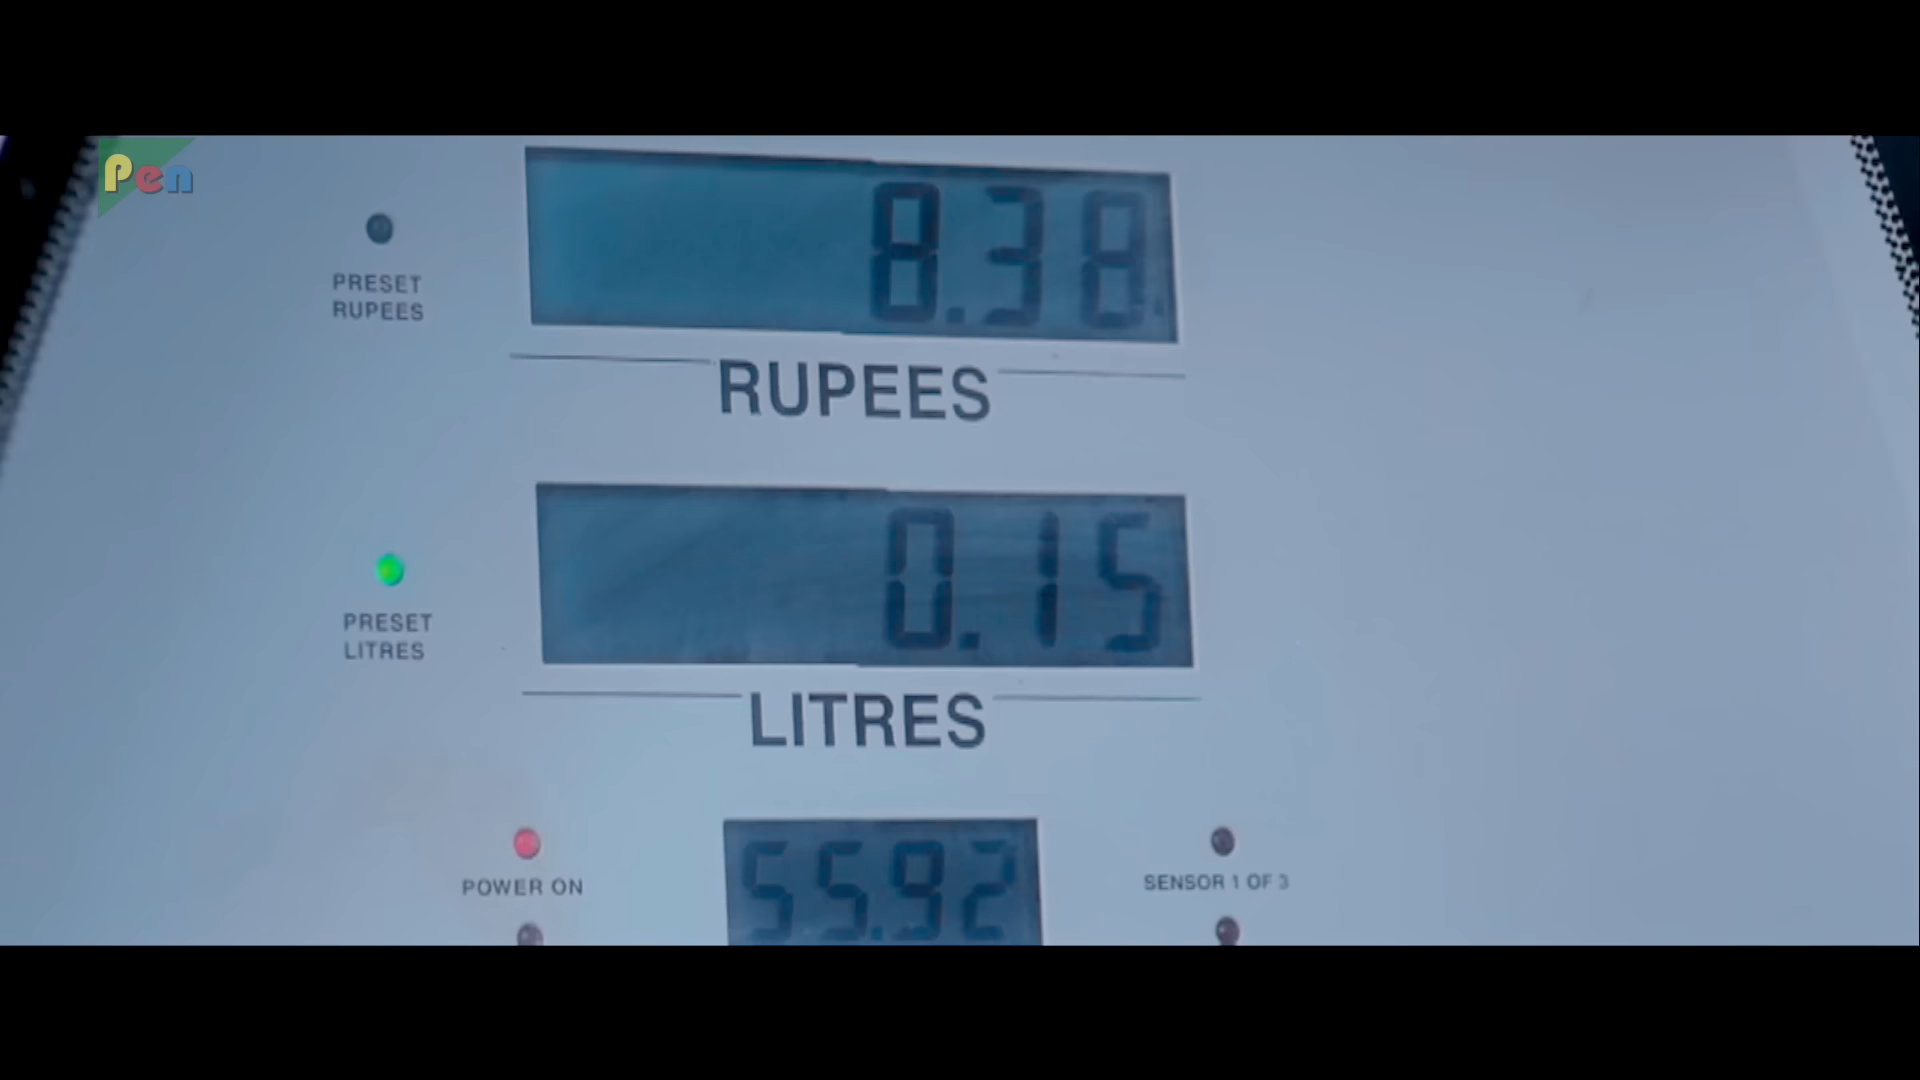 Pen
8.38
PRESET
RUPEES
RUPEES
0.15
PRESET
LITRES
LITRES
55.92
POWER ON
SENSOR 1 OF 3